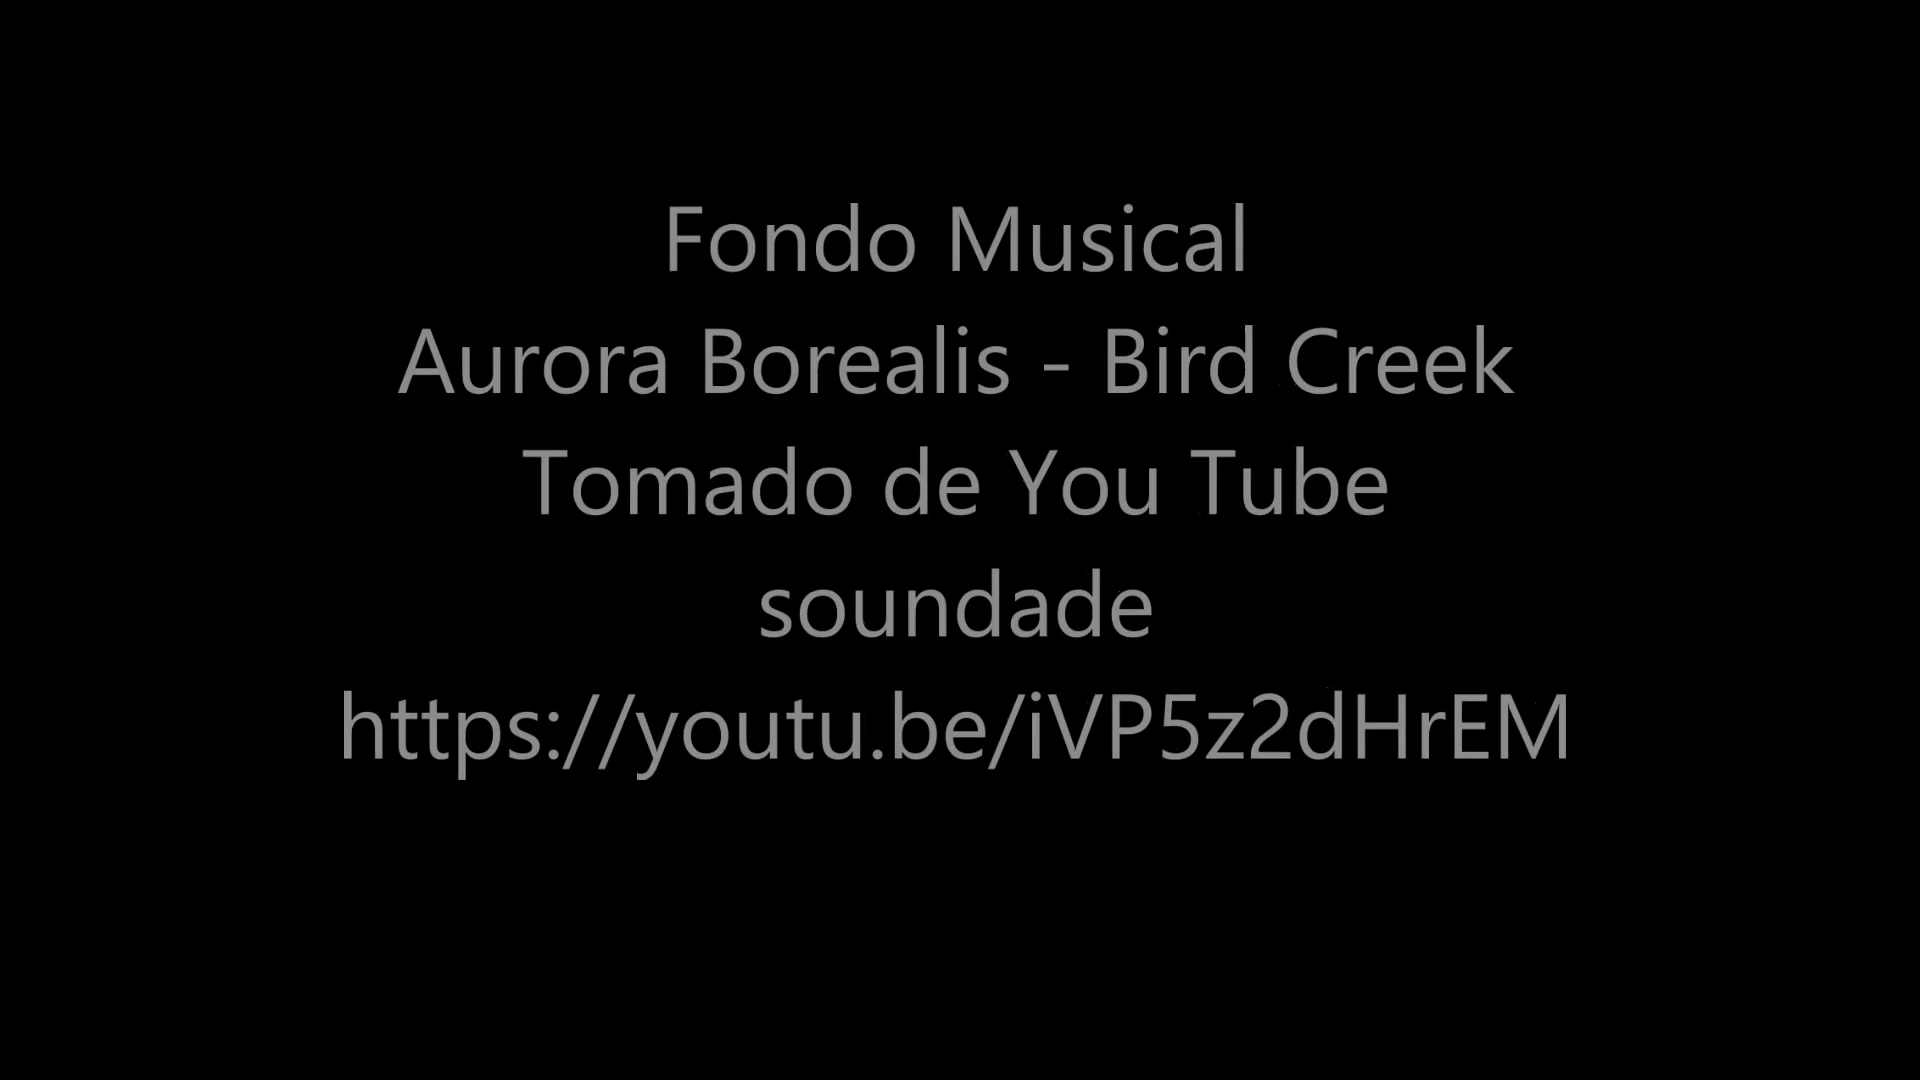 Fondo Musical
Aurora Borealis - Bird Creek
Tomado de You Tube
soundade
https://youtu.be/iVP5z2dHrEM